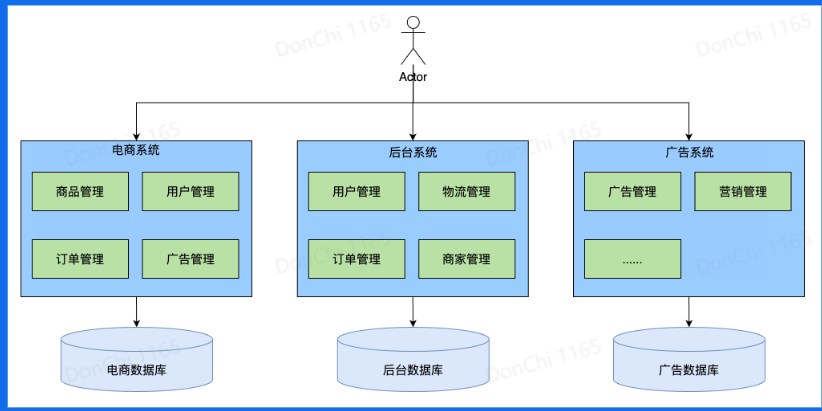 DonChi 1165
DonChi 1165
Actor
DonChi 1165
DonChi 1165
电商系统
后台系统
广告系统
商品管理
用户管理
用户管理
物流管理
广告管理
营销管理
订单管理
广告管理
DonChi 1165
订单管理
商家管理
......
DonChi 1165
DonChi 1165
DonChi 1165
电商数据库
后台数据库
广告数据库